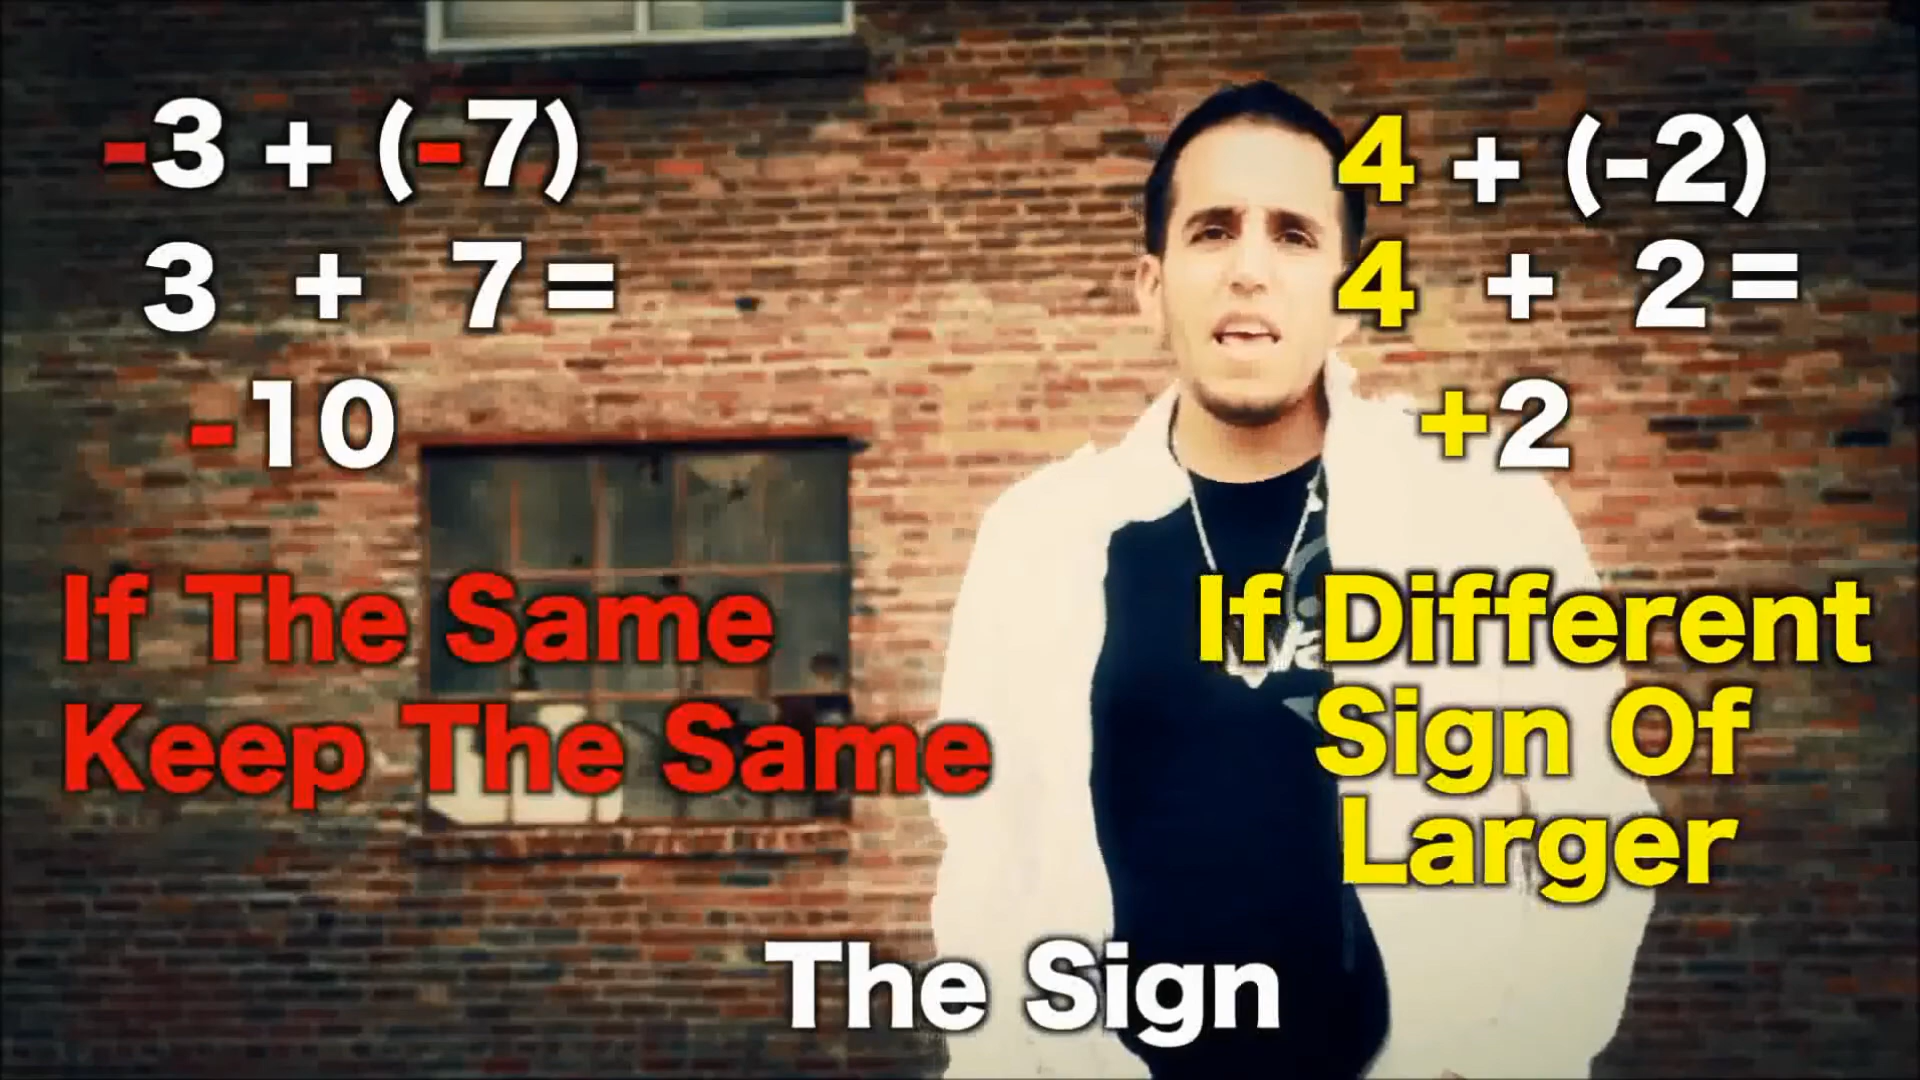 -3 + (-7)
3 + 7 =
-10
If The Same
Keep The Same
4 + (-2)
4 + 2 =
+2
If Different
Sign Of
Larger
The Sign